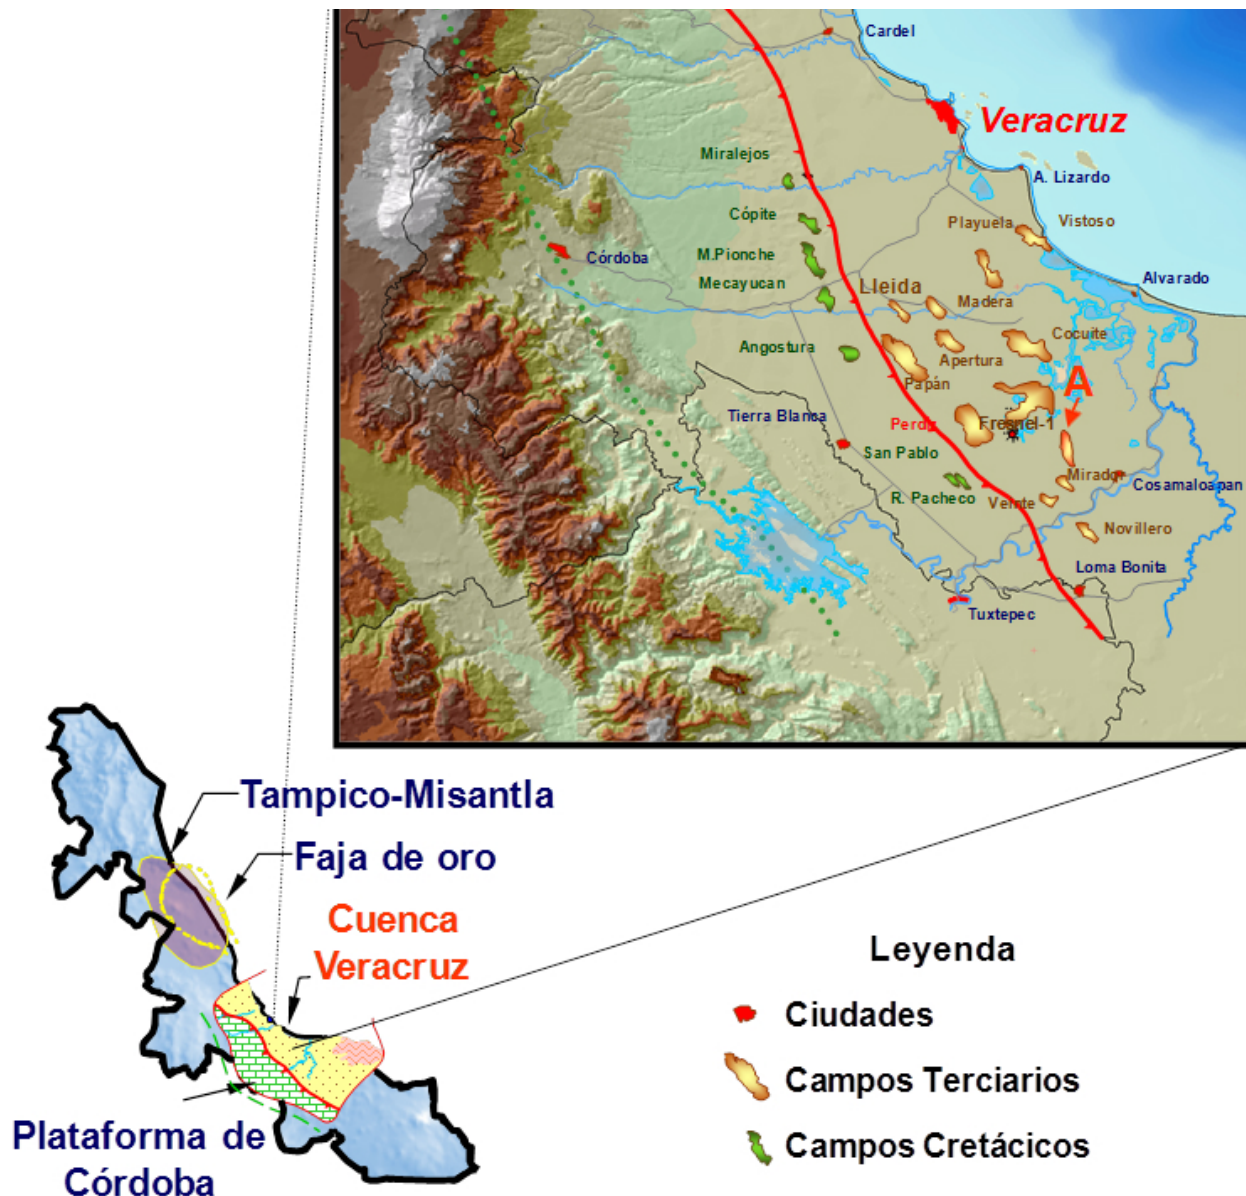 Cardel
Veracruz
Miralejos
A. Lizardo
Cópite
Playuela
Vistoso
Córdoba
M.Pionche
Mecayucan
Lleida
Madera
Alvarado
Cocuite
Angostura
Apertura
Papán
A
Tierra Blanca
Perdiz
Fresnel-1
San Pablo
Mirador
Cosamaloapan
R. Pacheco
Veinte
Novillero
Loma Bonita
Tuxtepec
Tampico-Misantla
Faja de oro
Cuenca
Veracruz
Leyenda
Ciudades
Campos Terciarios
Plataforma de
Córdoba
Campos Cretácicos